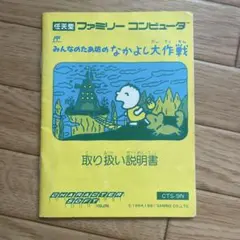 任天堂 ファミリーコンピュータ
みんなのたあ坊の なかよし大作戦
取り扱い説明書
CHARACTER
SOFT
CTS-9N